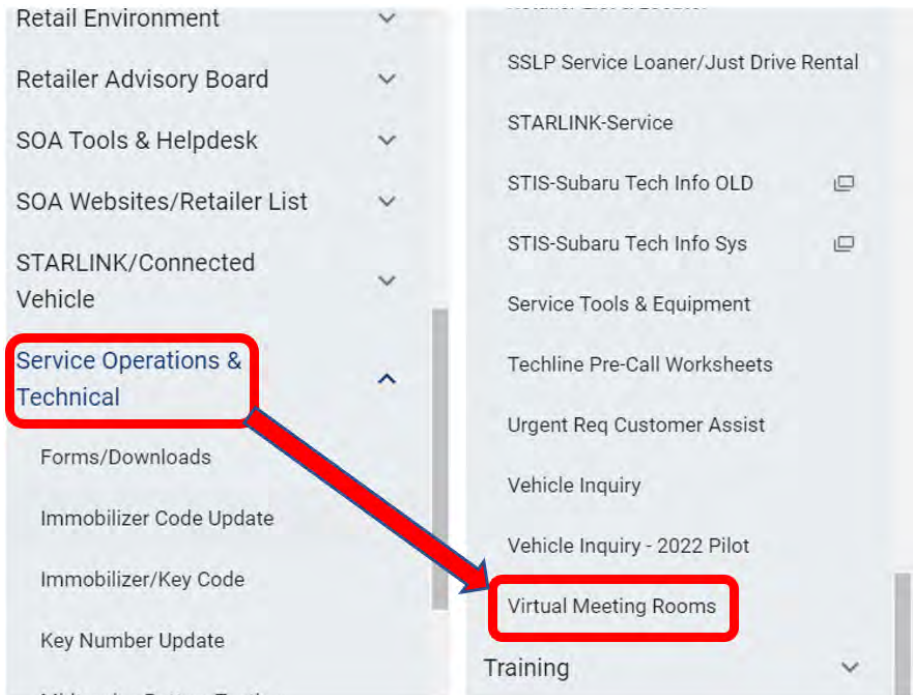 Retail Environment
Retailer Advisory Board
SOA Tools & Helpdesk
SOA Websites/Retailer List
STARLINK/Connected
Vehicle
Service Operations &
Technical
Forms/Downloads
Immobilizer Code Update
Immobilizer/Key Code
Key Number Update
SSLP Service Loaner/Just Drive Rental
STARLINK-Service
STIS-Subaru Tech Info OLD
STIS-Subaru Tech Info Sys
Service Tools & Equipment
Techline Pre-Call Worksheets
Urgent Req Customer Assist
Vehicle Inquiry
Vehicle Inquiry - 2022 Pilot
Virtual Meeting Rooms
Training